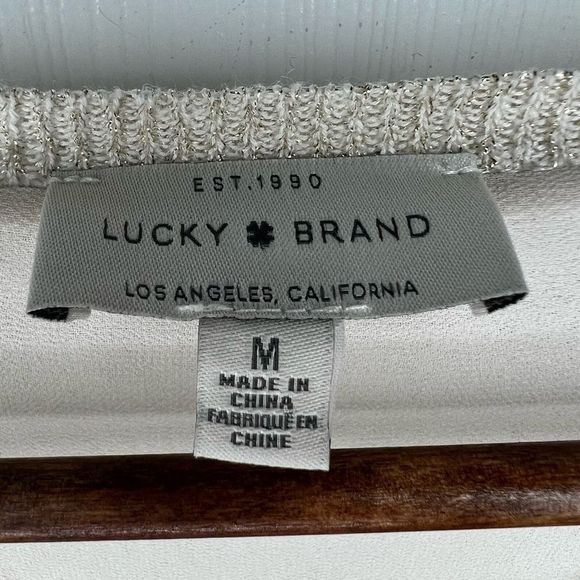 EST. 1990
LUCKY BRAND
LOS ANGELES, CALIFORNIA
M
MADE IN
CHINA
FABRIQUÉ EN
CHINE